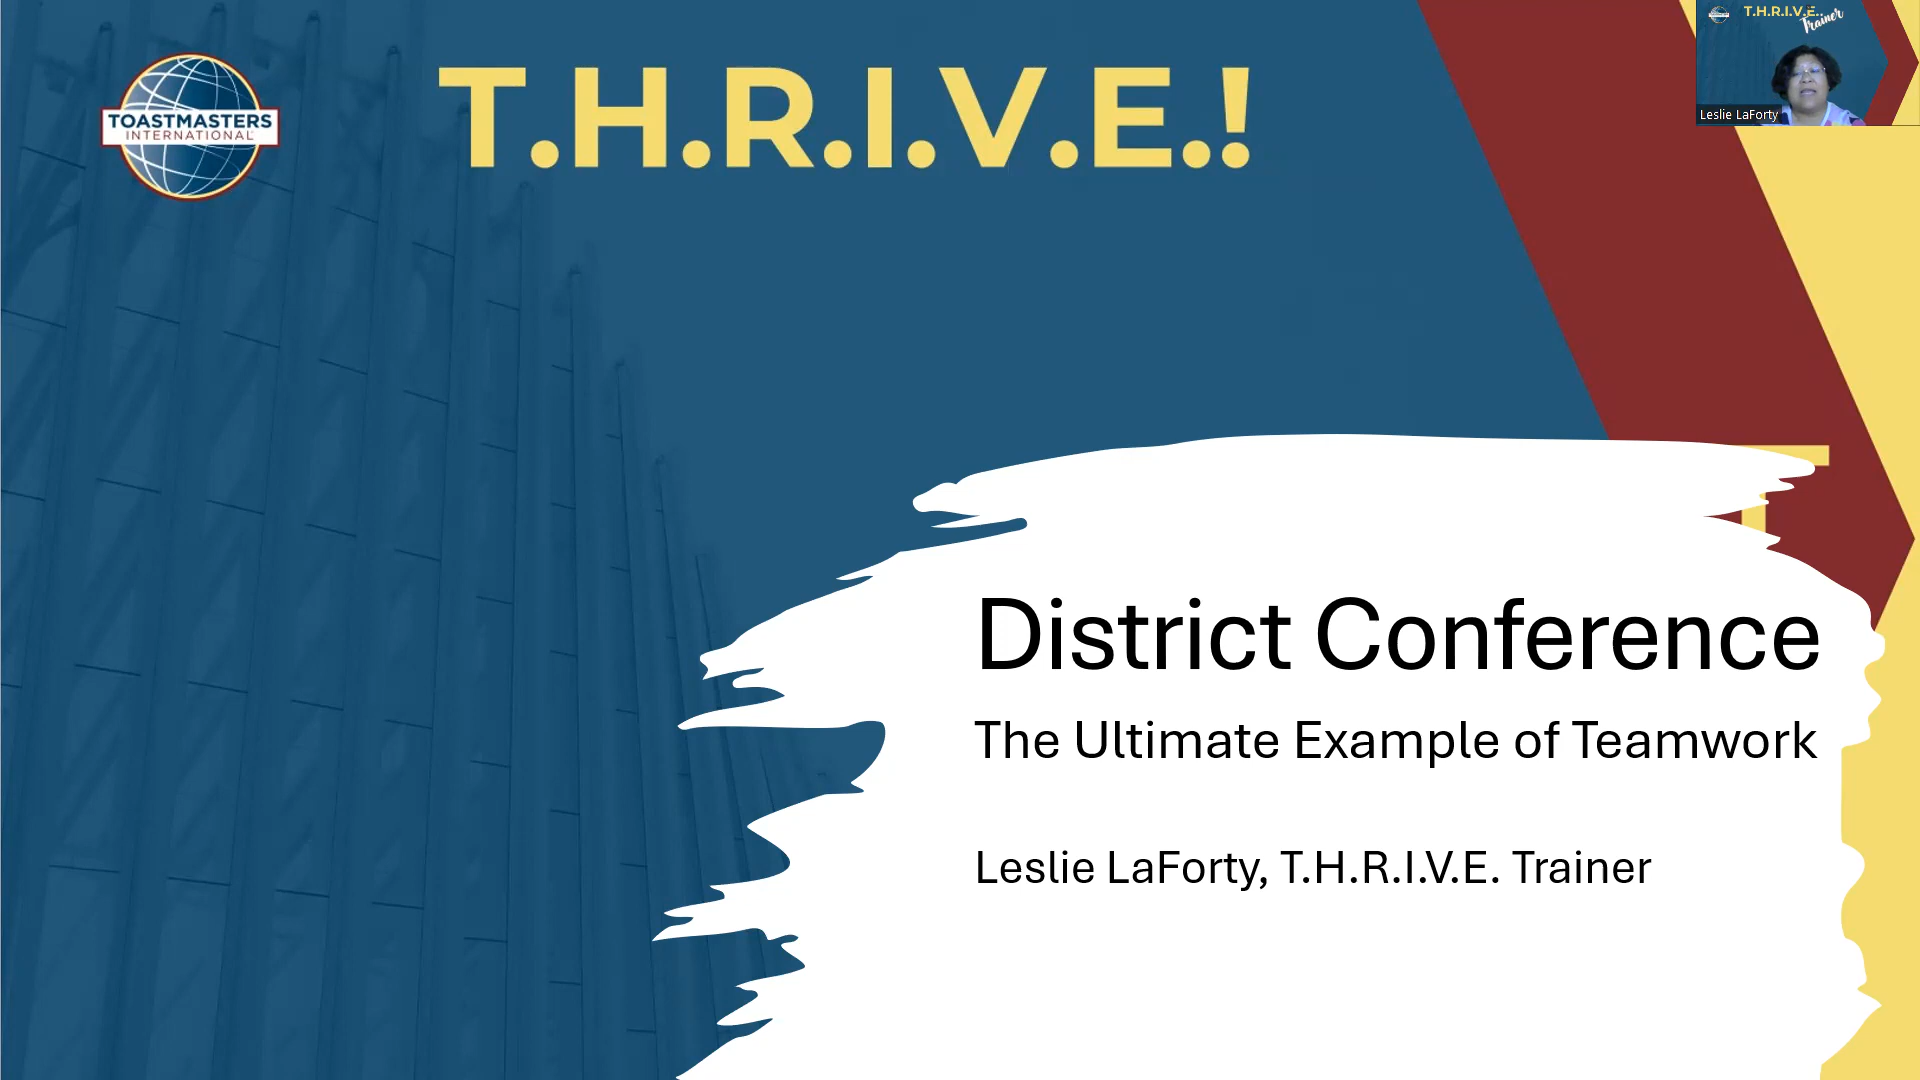 TOASTMASTERS
INTERNATIONAL
T.H.R.I.V.E.!
T.H.R.I.V.E.
Trainer
Leslie LaForty
District Conference
The Ultimate Example of Teamwork
Leslie LaForty, T.H.R.I.V.E. Trainer